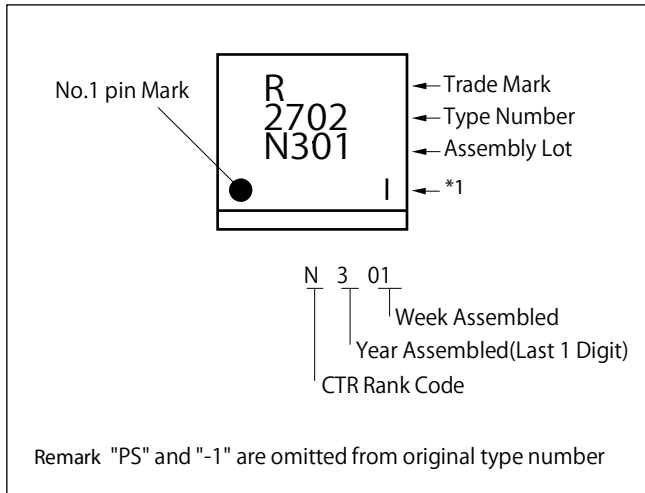 No.1 pin Mark
R
2702
N301
I
Trade Mark
Type Number
Assembly Lot
*1
N 3 01
Week Assembled
Year Assembled(Last 1 Digit)
CTR Rank Code
Remark "PS" and "-1" are omitted from original type number